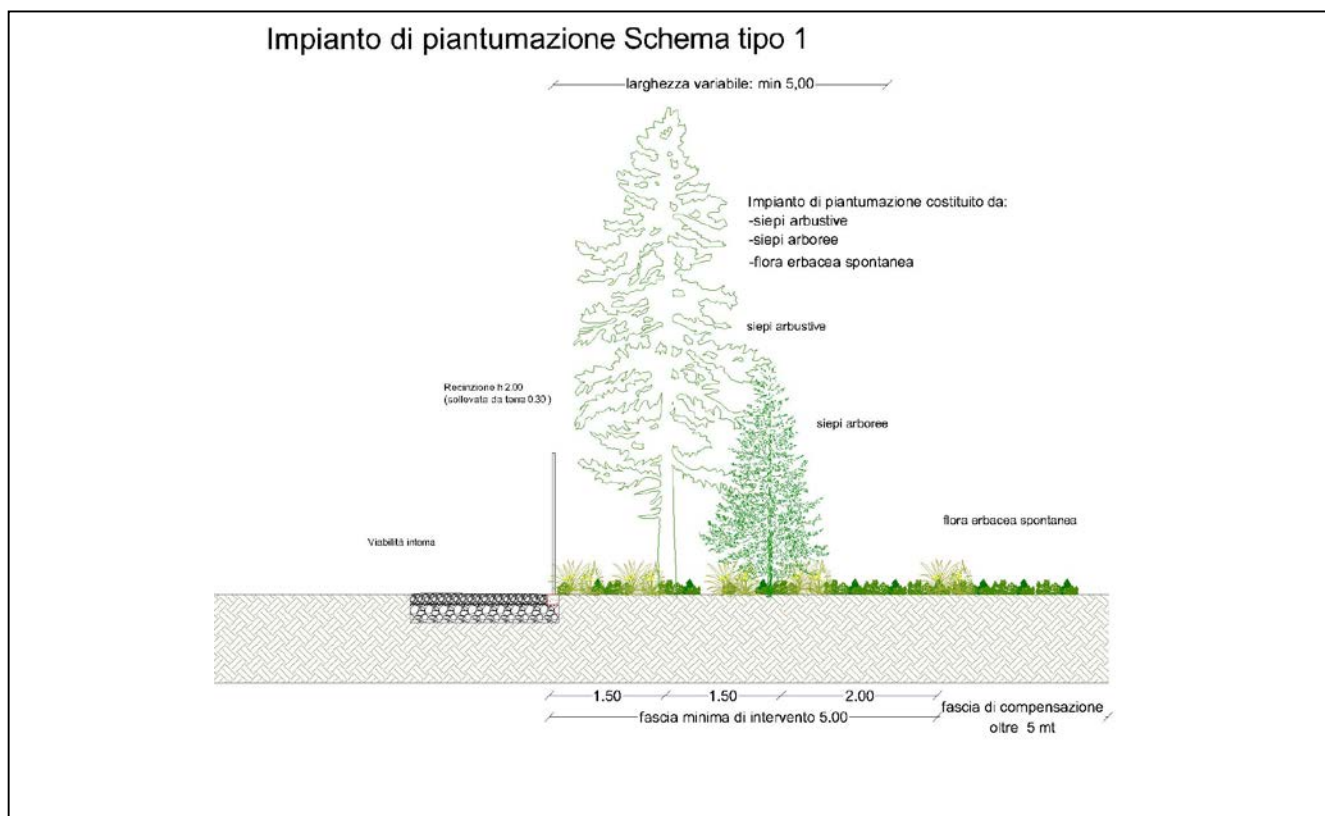 Impianto di piantumazione Schema tipo 1
larghezza variabile: min 5,00
Impianto di piantumazione costituito da:
-siepi arbustive
-siepi arboree
-flora erbacea spontanea
siepi arbustive
Recinzione h 2.00
(sollevata da terra 0.30 )
siepi arboree
flora erbacea spontanea
Viabilità interna
1.50
1.50
2.00
fascia minima di intervento 5.00
fascia di compensazione
oltre 5 mt